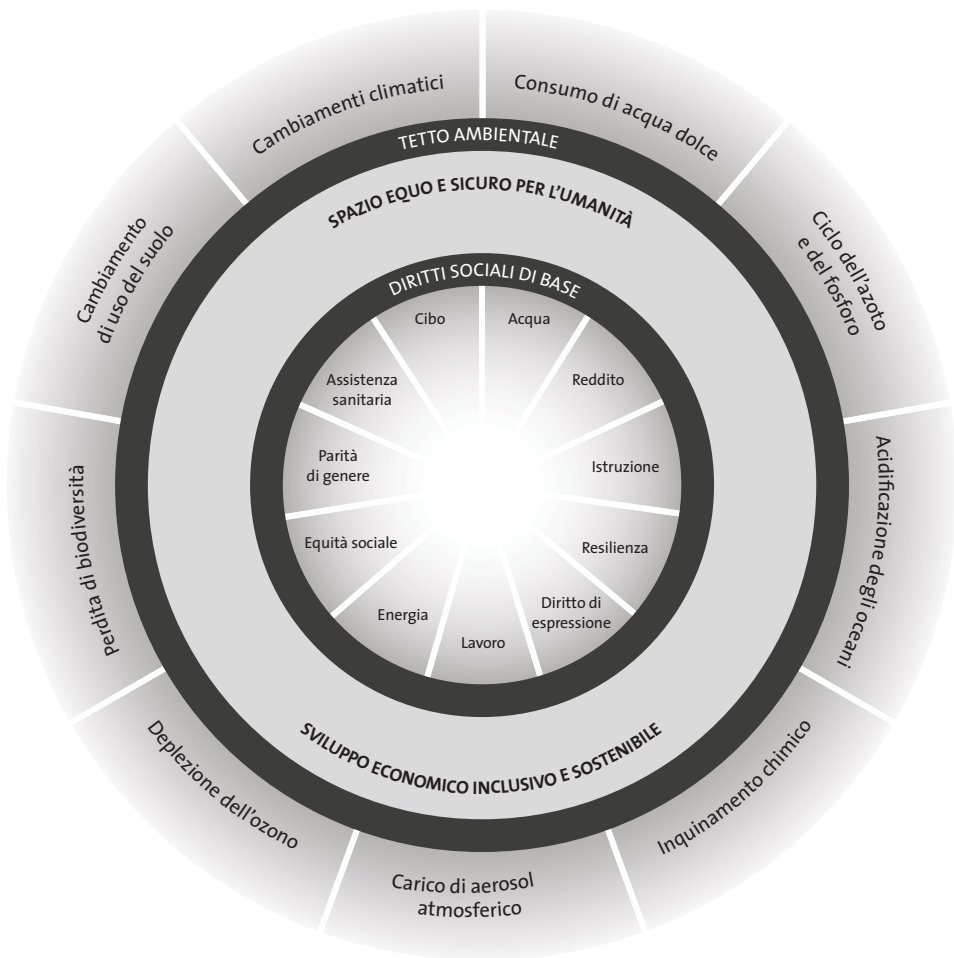 Cambiamenti climatici
Consumo di acqua dolce
TETTO AMBIENTALE
SPAZIO EQUO E SICURO PER L’UMANITÀ
Cambiamento
di uso del suolo
Ciclo dell’azoto
e del fosforo
DIRITTI SOCIALI DI BASE
Cibo
Acqua
Assistenza
sanitaria
Reddito
Parità
di genere
Istruzione
Equità sociale
Resilienza
Energia
Diritto di
espressione
Lavoro
Perdita di biodiversità
Acidificazione degli oceani
SVILUPPO ECONOMICO INCLUSIVO E SOSTENIBILE
Deplezione dell’ozono
Inquinamento chimico
Carico di aerosol
atmosferico